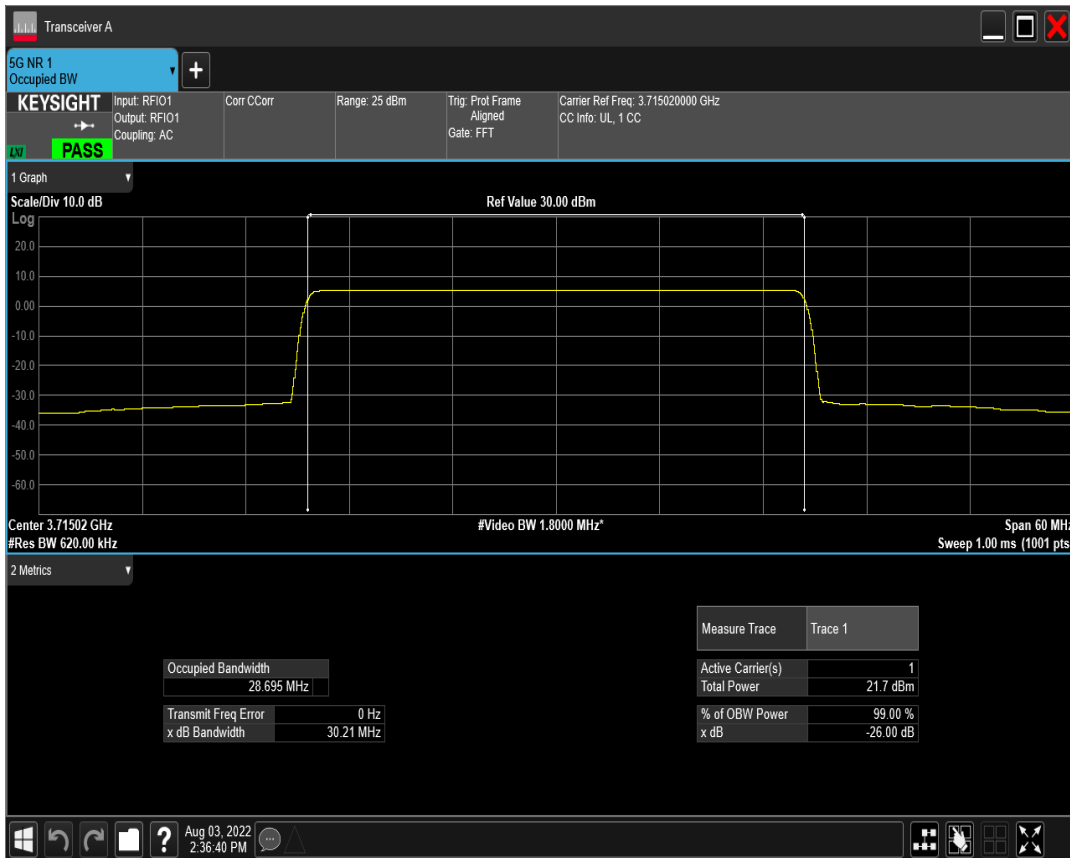 Transceiver A
5G NR 1
Occupied BW
KEYSIGHT
LXI
PASS
Input: RFIO1
Output: RFIO1
Coupling: AC
Corr CCorr
Range: 25 dBm
Trig: Prot Frame
Aligned
Gate: FFT
Carrier Ref Freq: 3.715020000 GHz
CC Info: UL, 1 CC
1 Graph
Scale/Div 10.0 dB
Ref Value 30.00 dBm
Log
20.0
10.0
0.00
-10.0
-20.0
-30.0
-40.0
-50.0
-60.0
Center 3.71502 GHz
#Video BW 1.8000 MHz*
Span 60 MHz
#Res BW 620.00 kHz
Sweep 1.00 ms (1001 pts
2 Metrics
Measure Trace Trace 1
Occupied Bandwidth
28.695 MHz
Active Carrier(s) 1
Total Power 21.7 dBm
Transmit Freq Error 0 Hz
x dB Bandwidth 30.21 MHz
% of OBW Power 99.00 %
x dB -26.00 dB
?
Aug 03, 2022
2:36:40 PM